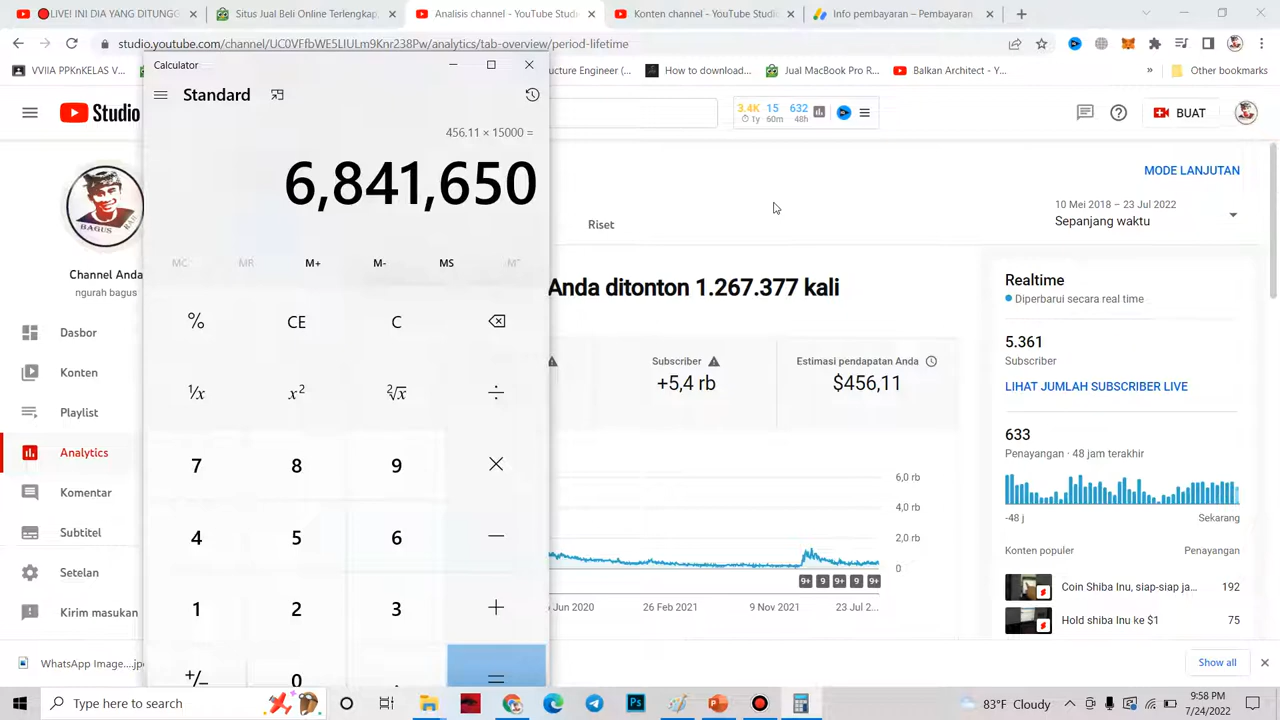 🔴LIVE! INI DIA YANG DITUNGG
Situs Jual Beli Online Terlengkap,
Analisis channel - YouTube Studio
Konten channel - YouTube Studio
Info pembayaran – Pembayaran
studio.youtube.com/channel/UC0VFfbWE5LIULm9Knr238Pw/analytics/tab-overview/period-lifetime
VVIIA PPKnKELAS V...
ucture Engineer (...
How to download...
Jual MacBook Pro R...
Balkan Architect - Y...
»
Other bookmarks
Calculator
Standard
456.11 × 15000 =
6,841,650
MC MR M+ M- MS M˅
% CE C
¹/x x² ²√x ÷
7 8 9 ×
4 5 6 −
1 2 3 +
+/− 0 . =
Studio
3.4K 15 632
1y 60m 48h
BUAT
BAGUS RAI
Channel Anda
ngurah bagus
Dasbor
Konten
Playlist
Analytics
Komentar
Subtitel
Setelan
Kirim masukan
Riset
MODE LANJUTAN
10 Mei 2018 – 23 Jul 2022
Sepanjang waktu
Anda ditonton 1.267.377 kali
Subscriber
+5,4 rb
Estimasi pendapatan Anda
$456,11
6,0 rb
4,0 rb
2,0 rb
0
9+ 9 9+ 9 9+
Jun 2020 26 Feb 2021 9 Nov 2021 23 Jul 2...
Realtime
Diperbarui secara real time
5.361
Subscriber
LIHAT JUMLAH SUBSCRIBER LIVE
633
Penayangan · 48 jam terakhir
-48 j Sekarang
Konten populer Penayangan
Coin Shiba Inu, siap-siap ja... 192
Hold shiba Inu ke $1 75
WhatsApp Image....jp
Show all
Type here to search
Ps
83°F Cloudy
9:58 PM
7/24/2022